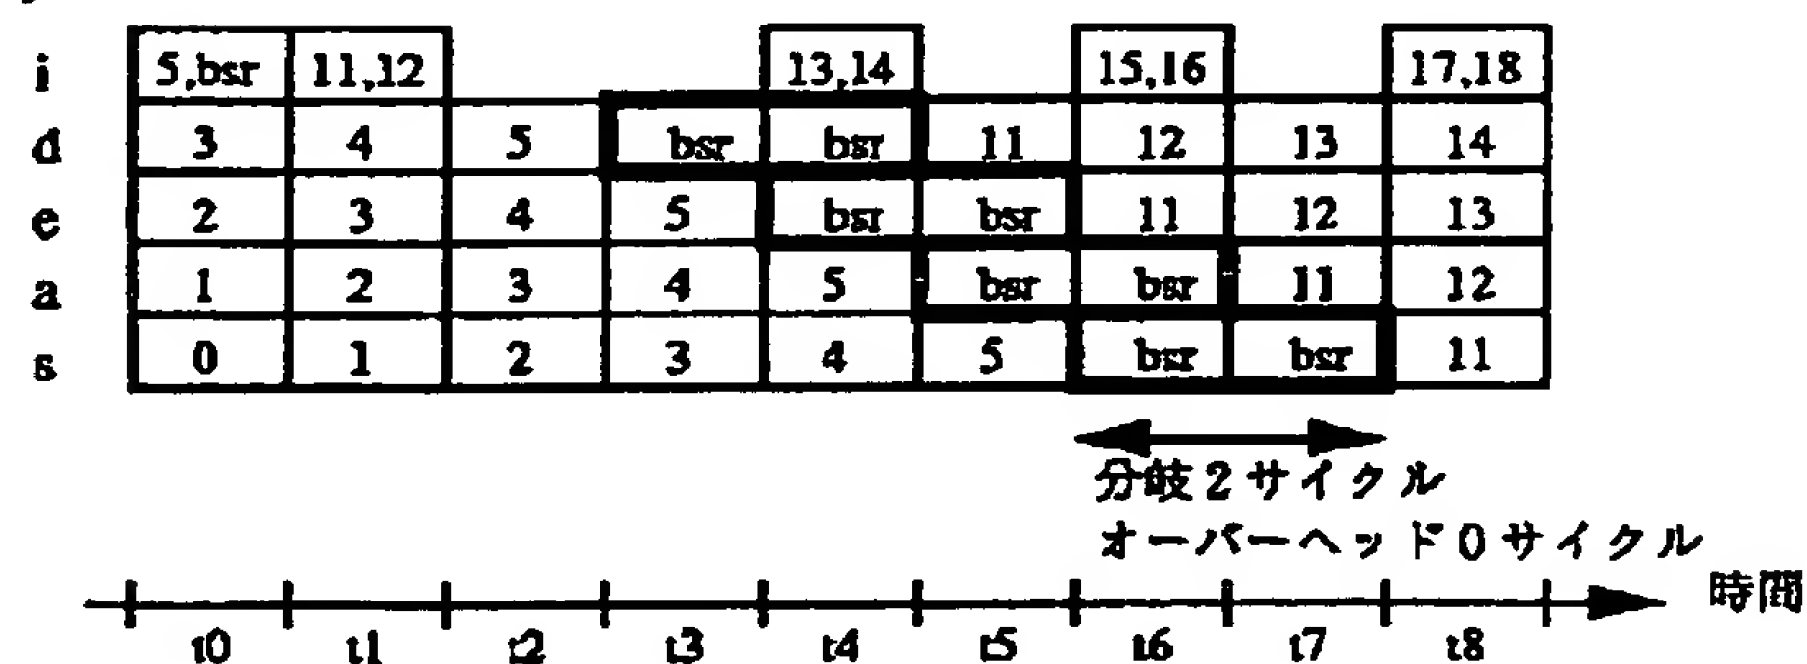 i 5,bsr 11,12 13,14 15,16 17,18
d 3 4 5 bsr bsr 11 12 13 14
e 2 3 4 5 bsr bsr 11 12 13
a 1 2 3 4 5 bsr bsr 11 12
s 0 1 2 3 4 5 bsr bsr 11
分岐2サイクル
オーバーヘッド0サイクル
時間
t0 t1 t2 t3 t4 t5 t6 t7 t8